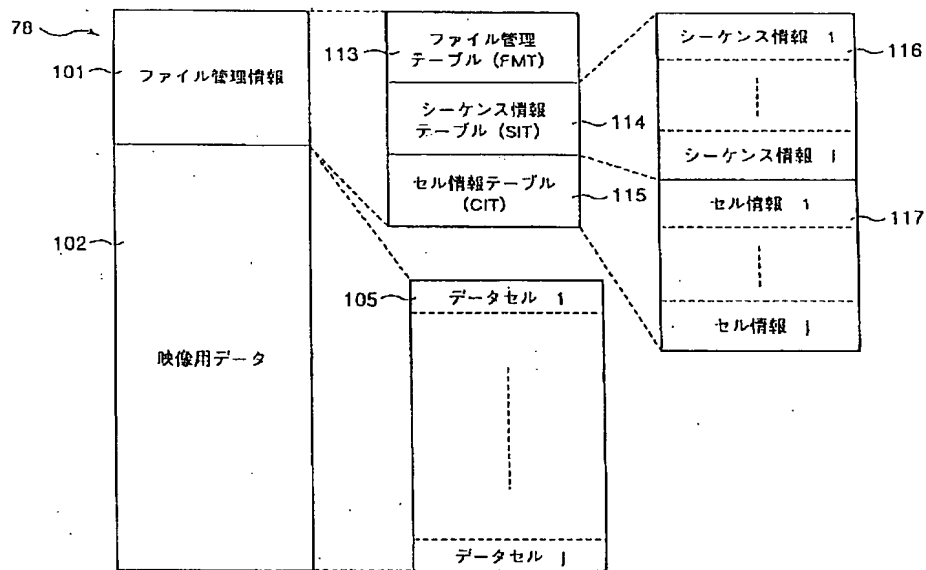 78
101
ファイル管理情報
102
映像用データ
113
ファイル管理
テーブル (FMT)
シーケンス情報
テーブル (SIT)
114
セル情報テーブル
(CIT)
115
シーケンス情報 1
116
シーケンス情報 j
セル情報 1
117
セル情報 j
105
データセル 1
データセル j